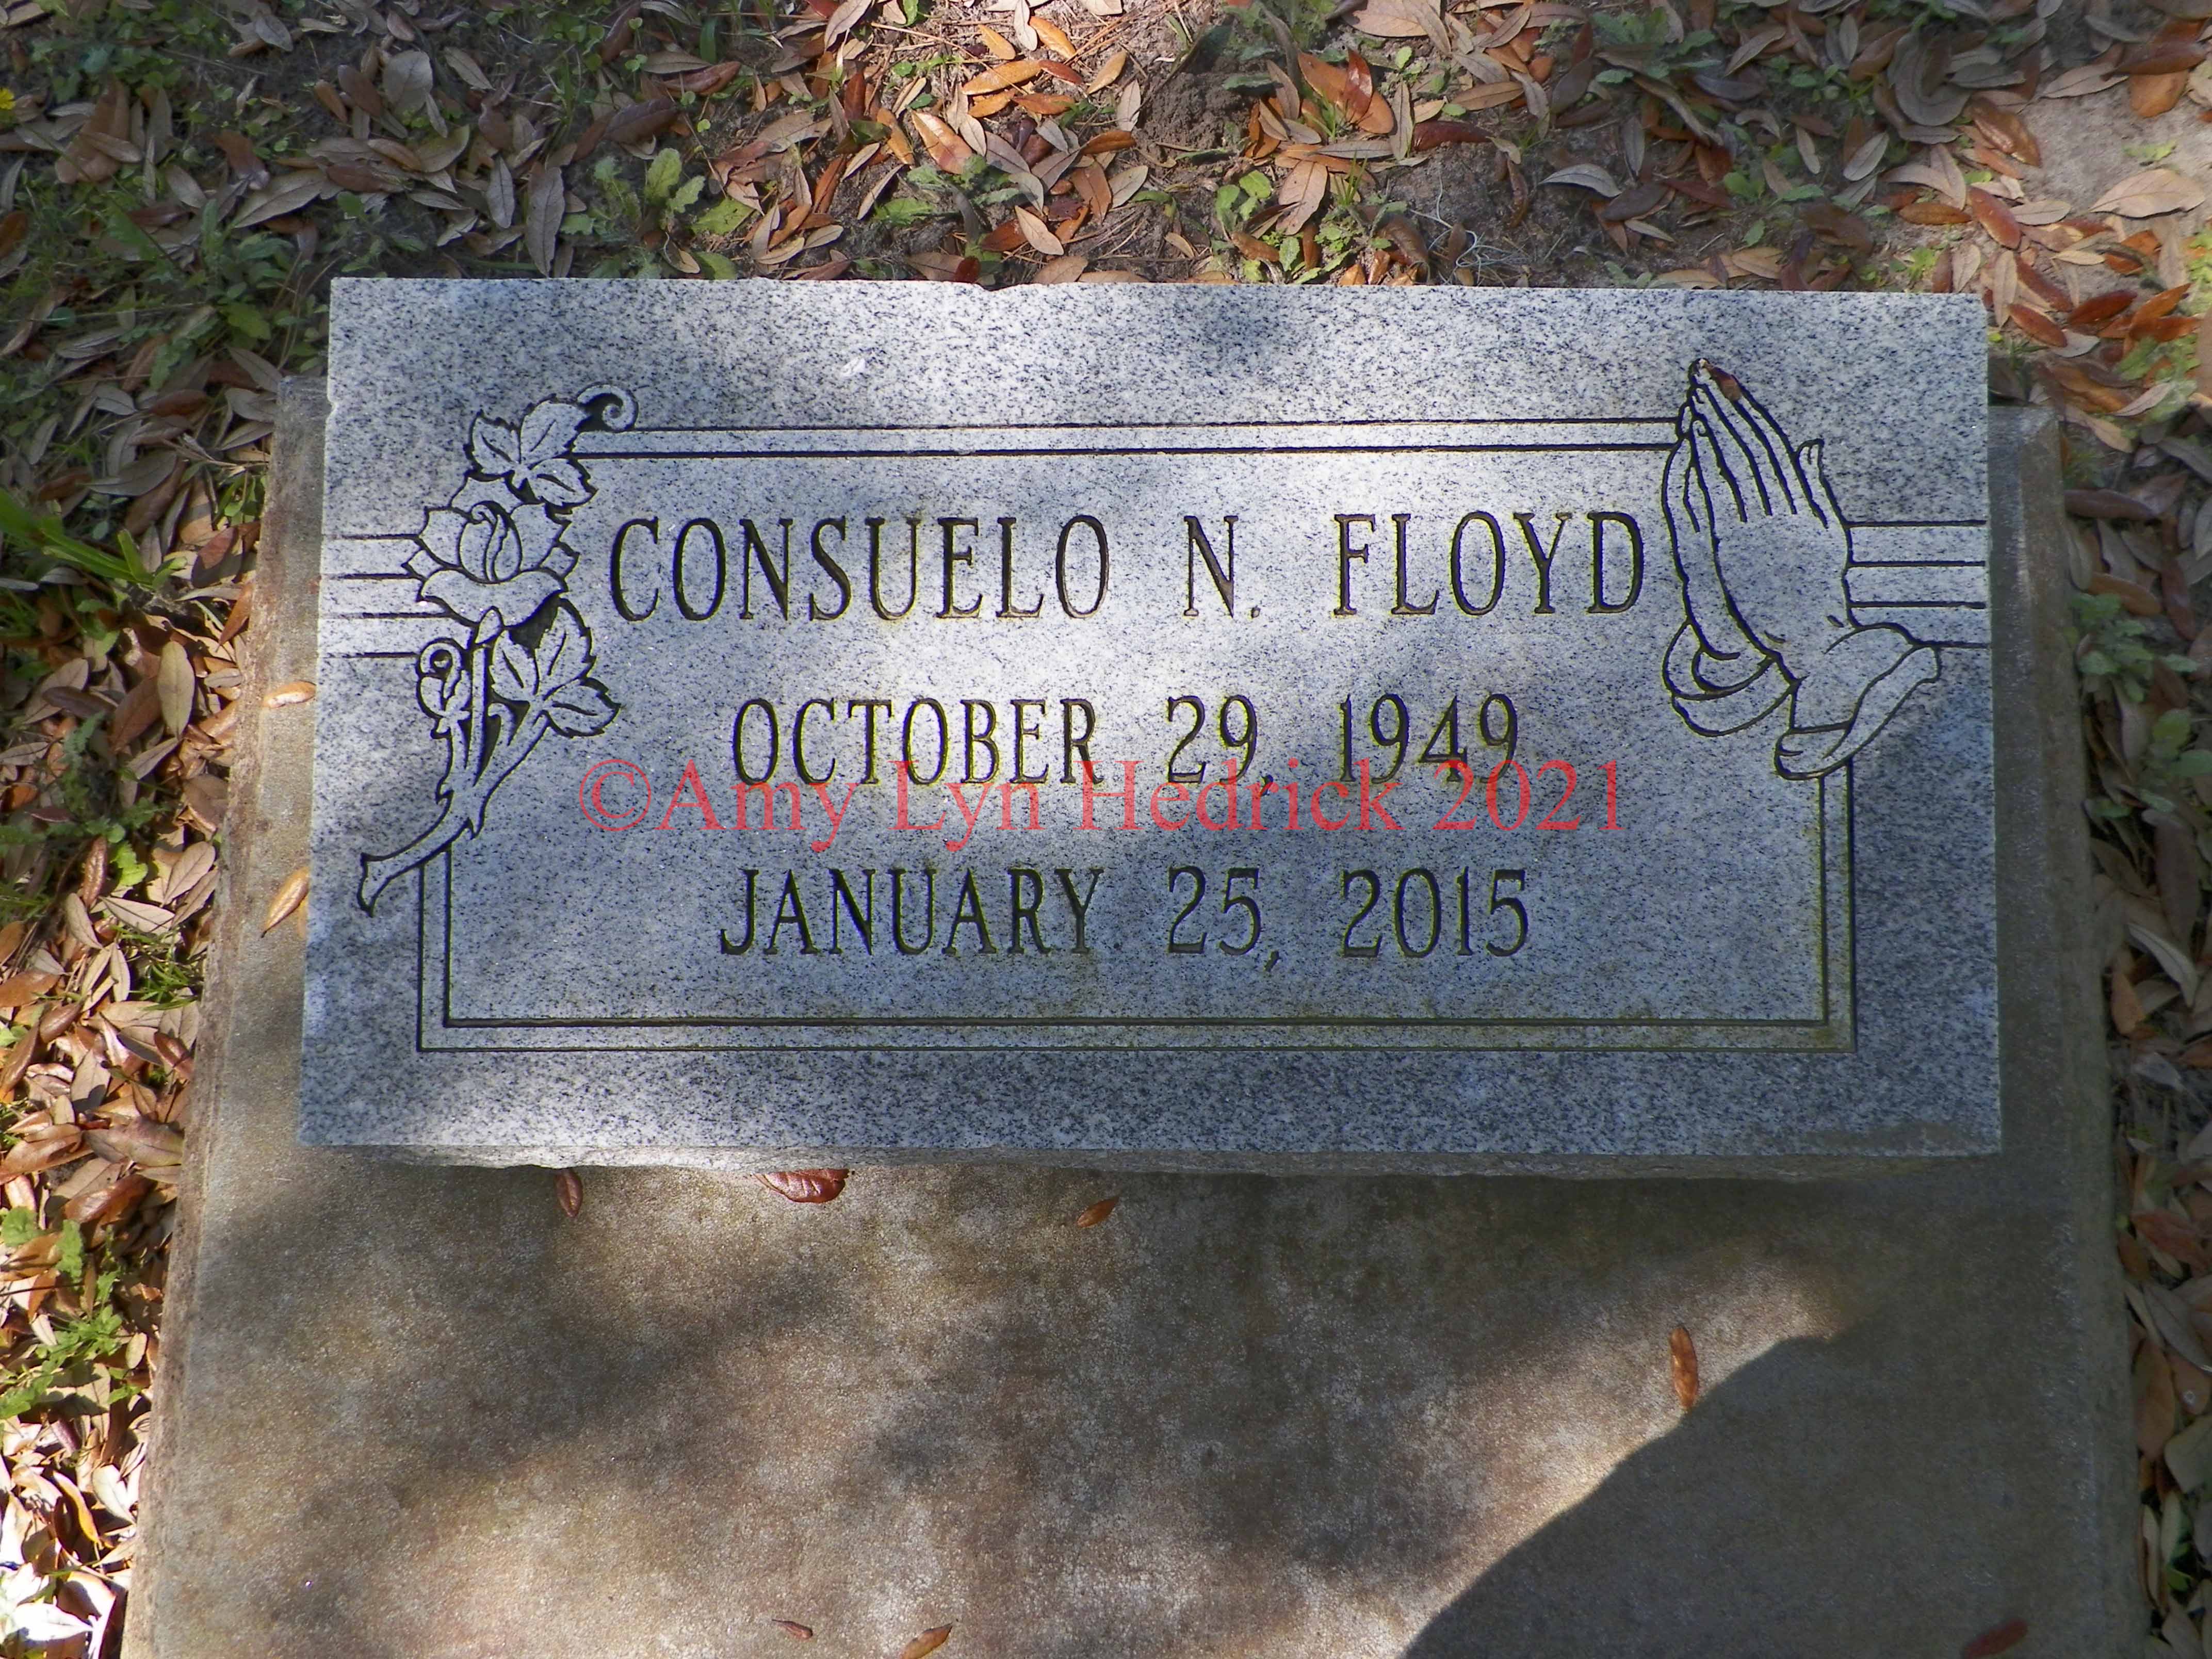 CONSUELO N. FLOYD
OCTOBER 29, 1949
©Amy Lyn Hedrick 2021
JANUARY 25, 2015